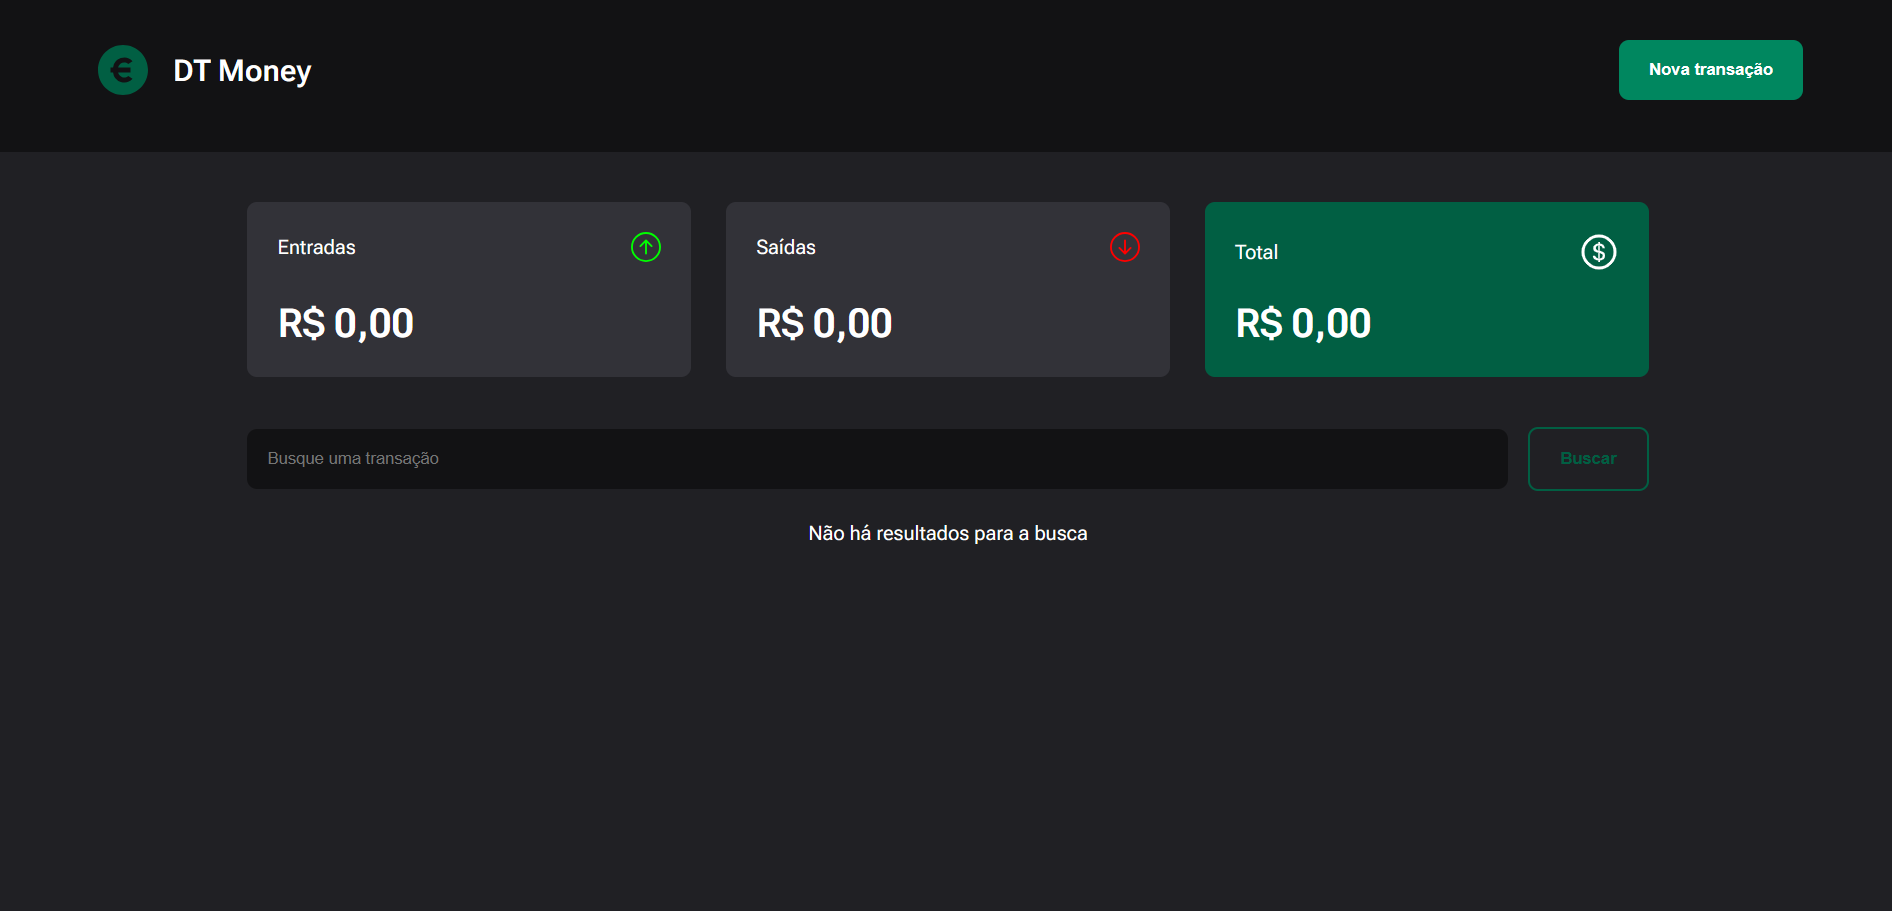 DT Money
Nova transação
Entradas
R$ 0,00
Saídas
R$ 0,00
Total
R$ 0,00
Busque uma transação
Buscar
Não há resultados para a busca